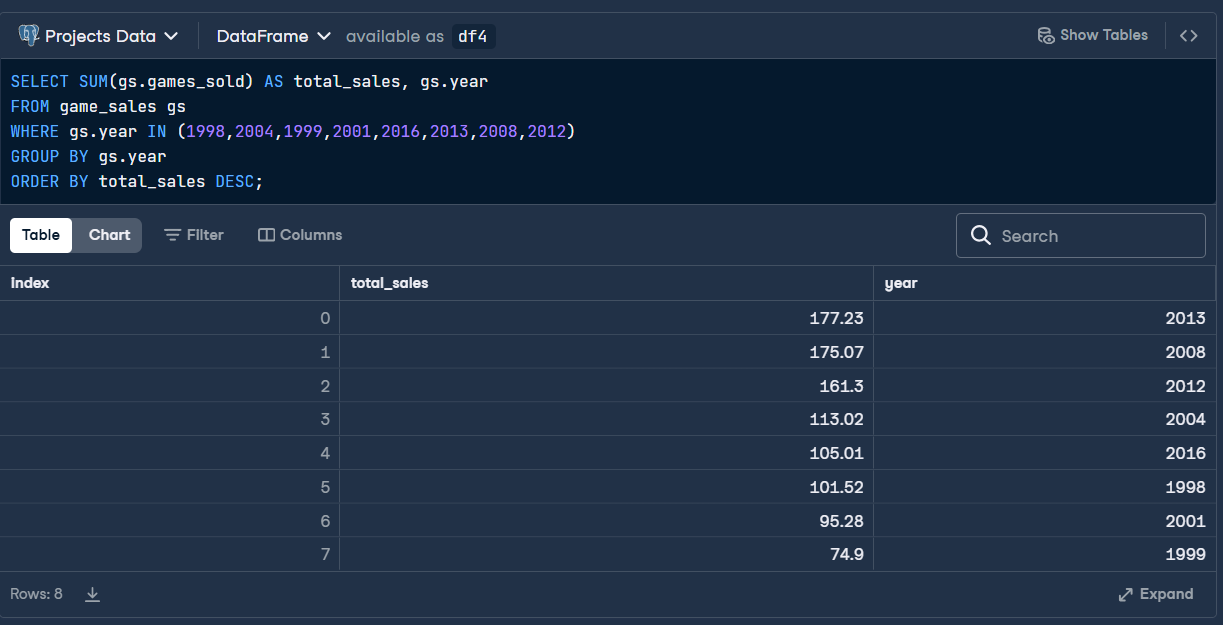 Projects Data DataFrame available as df4 Show Tables <>
SELECT SUM(gs.games_sold) AS total_sales, gs.year
FROM game_sales gs
WHERE gs.year IN (1998,2004,1999,2001,2016,2013,2008,2012)
GROUP BY gs.year
ORDER BY total_sales DESC;
Table Chart Filter Columns Search
Index total_sales year
0 177.23 2013
1 175.07 2008
2 161.3 2012
3 113.02 2004
4 105.01 2016
5 101.52 1998
6 95.28 2001
7 74.9 1999
Rows: 8 Expand